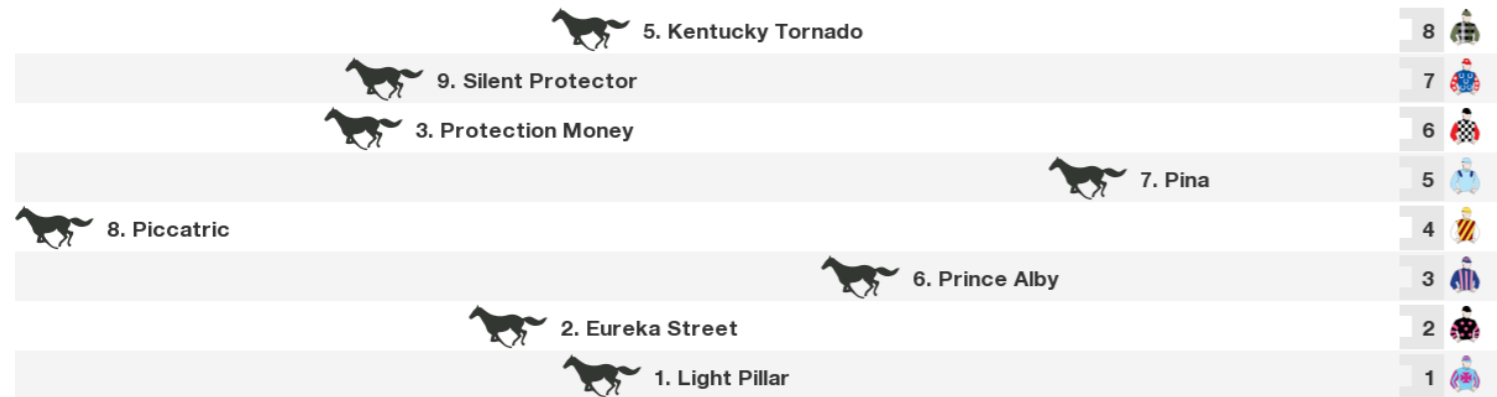 5. Kentucky Tornado 8
9. Silent Protector 7
3. Protection Money 6
7. Pina 5
8. Piccatric 4
6. Prince Alby 3
2. Eureka Street 2
1. Light Pillar 1